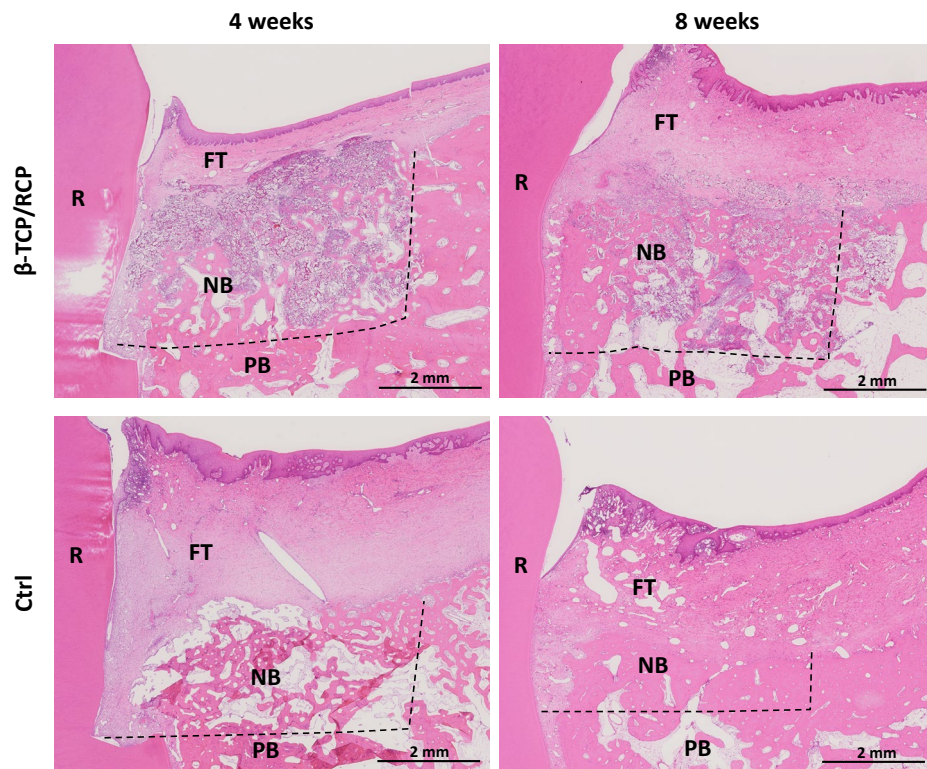 4 weeks
8 weeks
β-TCP/RCP
FT
R
NB
PB
2 mm
FT
R
NB
PB
2 mm
Ctrl
R
FT
NB
PB
2 mm
R
FT
NB
PB
2 mm